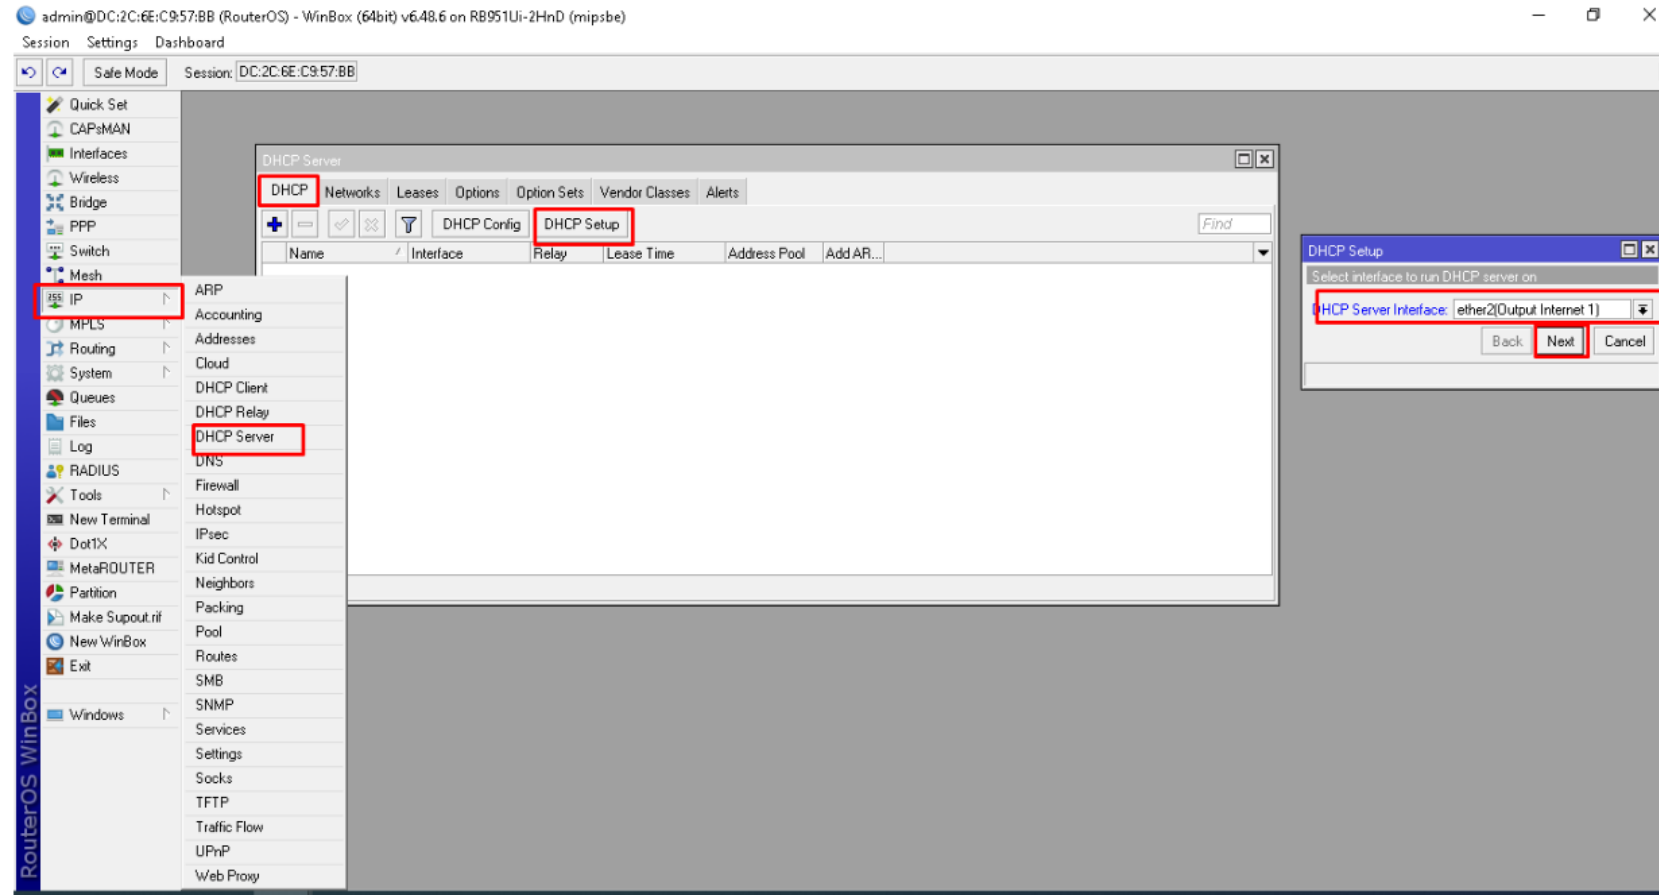 admin@DC:2C:6E:C9:57:BB (RouterOS) - WinBox (64bit) v6.48.6 on RB951Ui-2HnD (mipsbe)
Session Settings Dashboard
Safe Mode Session: DC:2C:6E:C9:57:BB
Quick Set
CAPsMAN
Interfaces
Wireless
Bridge
PPP
Switch
Mesh
IP
MPLS
Routing
System
Queues
Files
Log
RADIUS
Tools
New Terminal
Dot1X
MetaROUTER
Partition
Make Supout.rif
New WinBox
Exit
Windows
RouterOS WinBox
ARP
Accounting
Addresses
Cloud
DHCP Client
DHCP Relay
DHCP Server
DNS
Firewall
Hotspot
IPsec
Kid Control
Neighbors
Packing
Pool
Routes
SMB
SNMP
Services
Settings
Socks
TFTP
Traffic Flow
UPnP
Web Proxy
DHCP Server
DHCP Networks Leases Options Option Sets Vendor Classes Alerts
DHCP Config DHCP Setup Find
Name Interface Relay Lease Time Address Pool Add AR...
DHCP Setup
Select interface to run DHCP server on
DHCP Server Interface: ether2(Output Internet 1)
Back Next Cancel